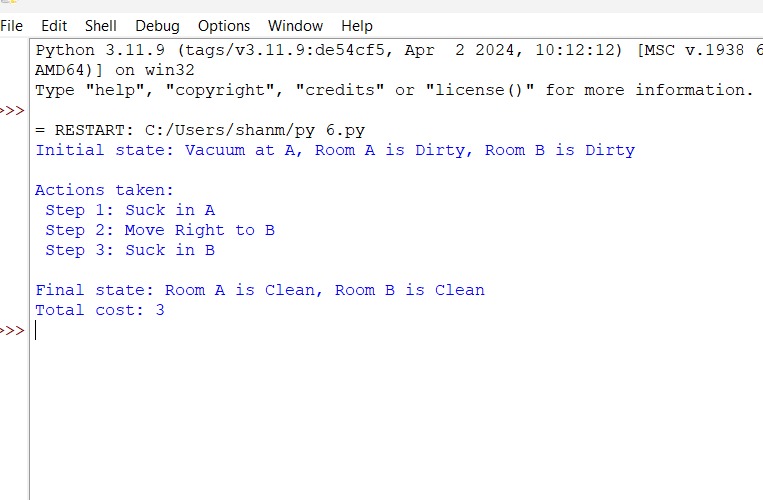 File Edit Shell Debug Options Window Help
Python 3.11.9 (tags/v3.11.9:de54cf5, Apr  2 2024, 10:12:12) [MSC v.1938 6
AMD64)] on win32
Type "help", "copyright", "credits" or "license()" for more information.
>>>
= RESTART: C:/Users/shanm/py 6.py
Initial state: Vacuum at A, Room A is Dirty, Room B is Dirty
Actions taken:
 Step 1: Suck in A
 Step 2: Move Right to B
 Step 3: Suck in B
Final state: Room A is Clean, Room B is Clean
Total cost: 3
>>>